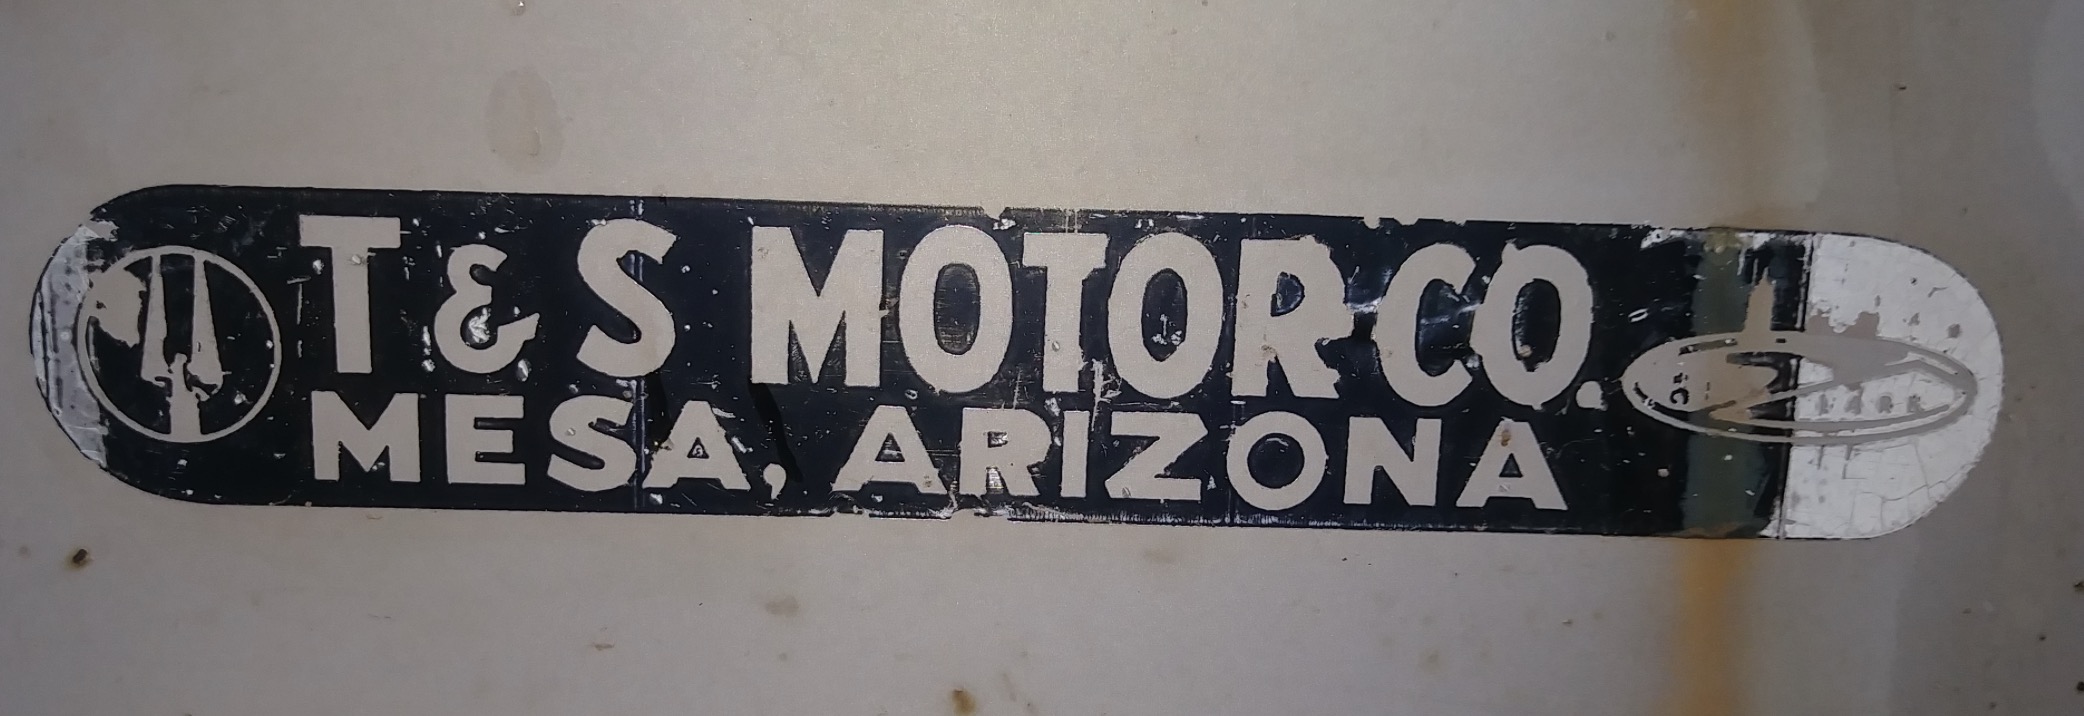 T & S MOTOR CO.
MESA, ARIZONA